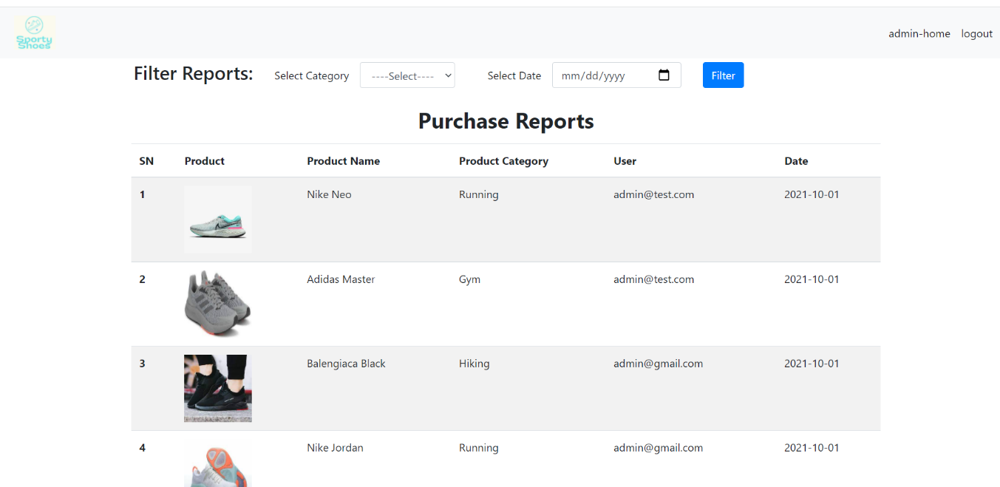 Sporty
Shoes
admin-home logout
Filter Reports: Select Category ----Select---- Select Date mm/dd/yyyy Filter
Purchase Reports
SN Product Product Name Product Category User Date
1 Nike Neo Running admin@test.com 2021-10-01
2 Adidas Master Gym admin@test.com 2021-10-01
3 Balengiaca Black Hiking admin@gmail.com 2021-10-01
4 Nike Jordan Running admin@gmail.com 2021-10-01